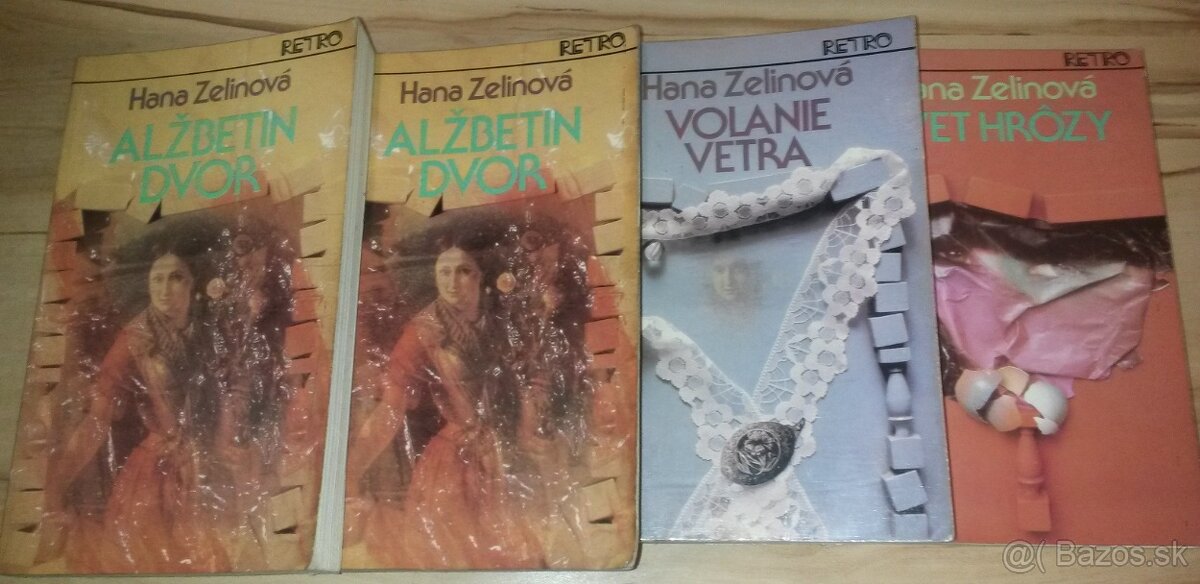 RETRO
Hana Zelinová
ALŽBETIN
DVOR
RETRO
Hana Zelinová
ALŽBETIN
DVOR
RETRO
Hana Zelinová
VOLANIE
VETRA
RETRO
ana Zelinová
VET HRÔZY
@( Bazos.sk